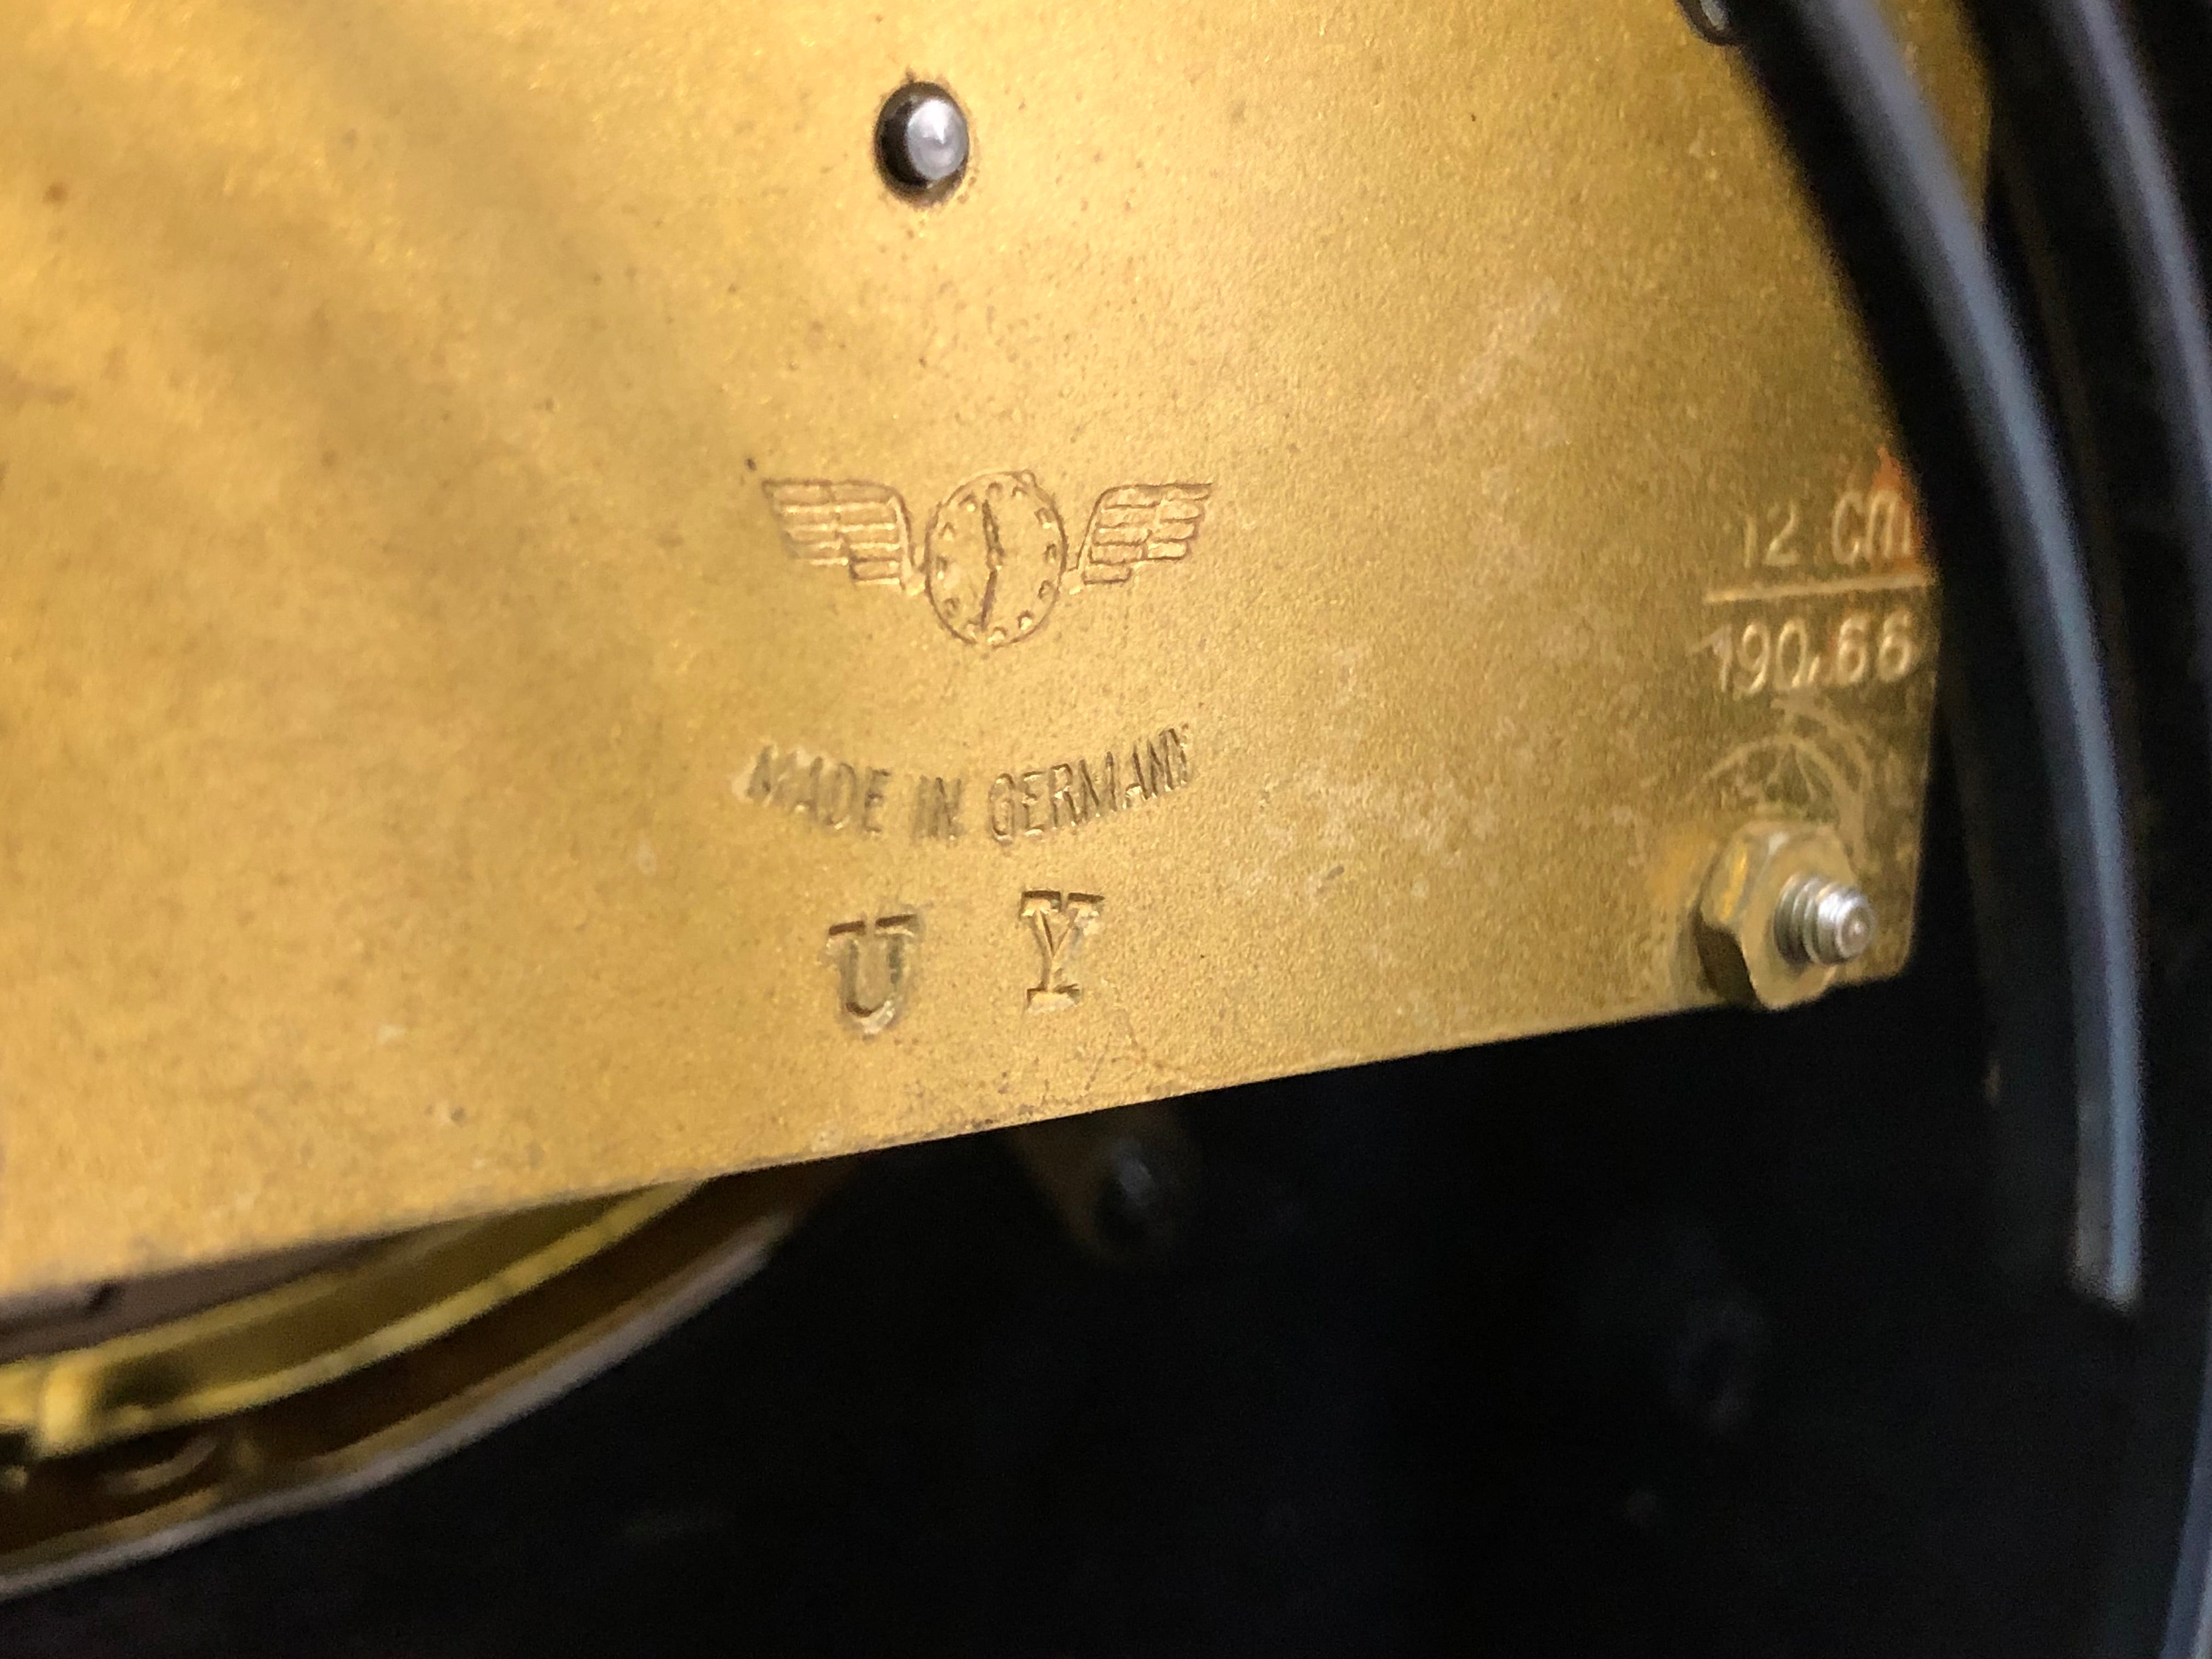 12 cm
190.66
MADE IN GERMANY
U Y